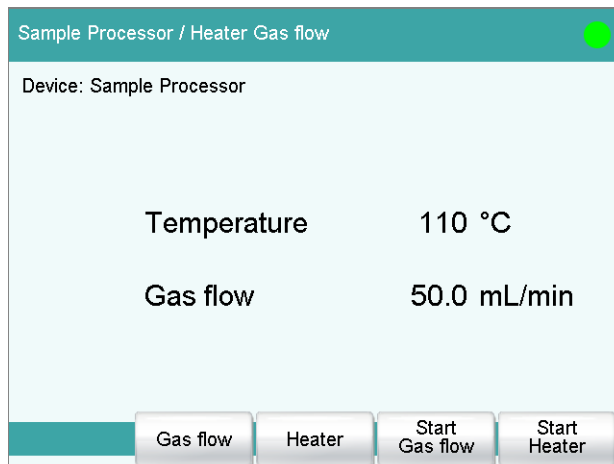 Sample Processor / Heater Gas flow
Device: Sample Processor
Temperature 110 °C
Gas flow 50.0 mL/min
Gas flow Heater Start Gas flow Start Heater